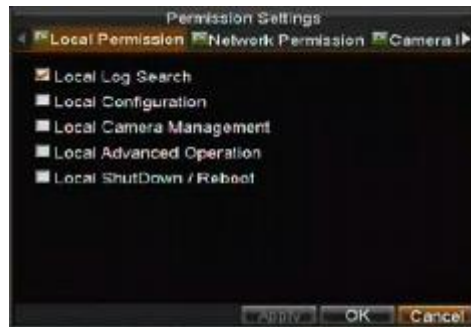 Permission Settings
Local Permission Network Permission Camera
Local Log Search
Local Configuration
Local Camera Management
Local Advanced Operation
Local ShutDown / Reboot
Apply OK Cancel